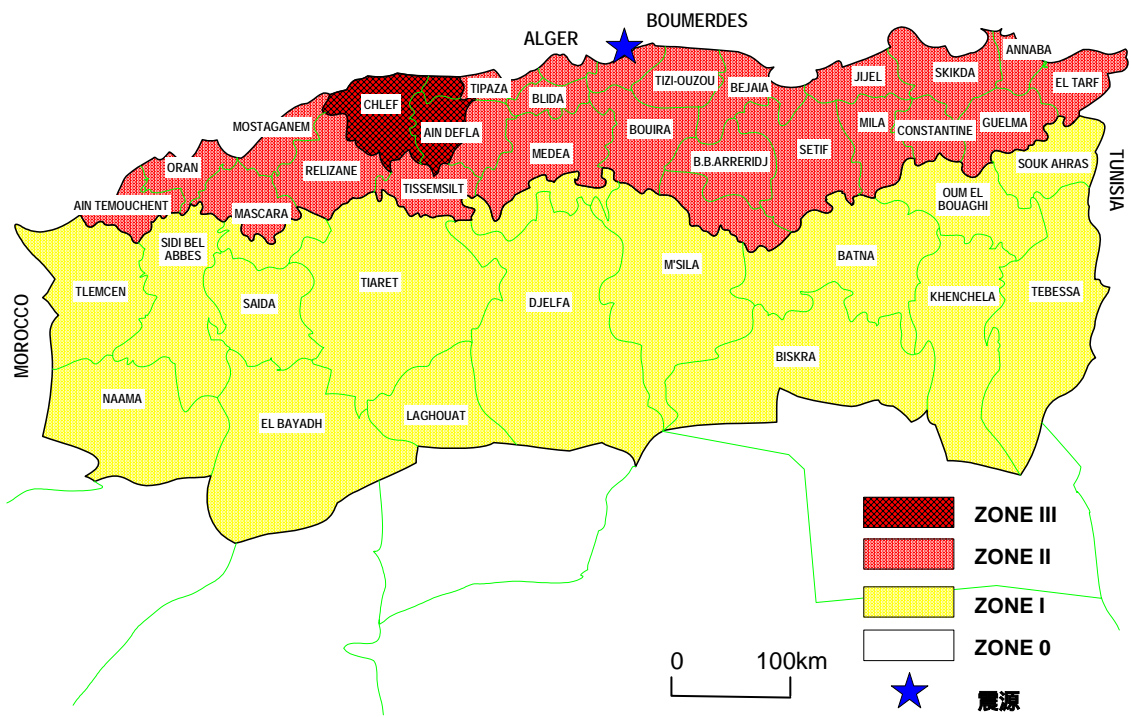 BOUMERDES
ALGER
ANNABA
TIPAZA
TIZI-OUZOU
BEJAIA
JIJEL
SKIKDA
EL TARF
CHLEF
BLIDA
MOSTAGANEM
AIN DEFLA
BOUIRA
MILA
CONSTANTINE
GUELMA
ORAN
RELIZANE
MEDEA
B.B.ARRERIDJ
SETIF
SOUK AHRAS
TUNISIA
AIN TEMOUCHENT
MASCARA
TISSEMSILT
OUM EL
BOUAGHI
SIDI BEL
ABBES
TLEMCEN
SAIDA
TIARET
DJELFA
M'SILA
BATNA
KHENCHELA
TEBESSA
MOROCCO
NAAMA
EL BAYADH
LAGHOUAT
BISKRA
ZONE III
ZONE II
ZONE I
ZONE 0
0 100km
震源